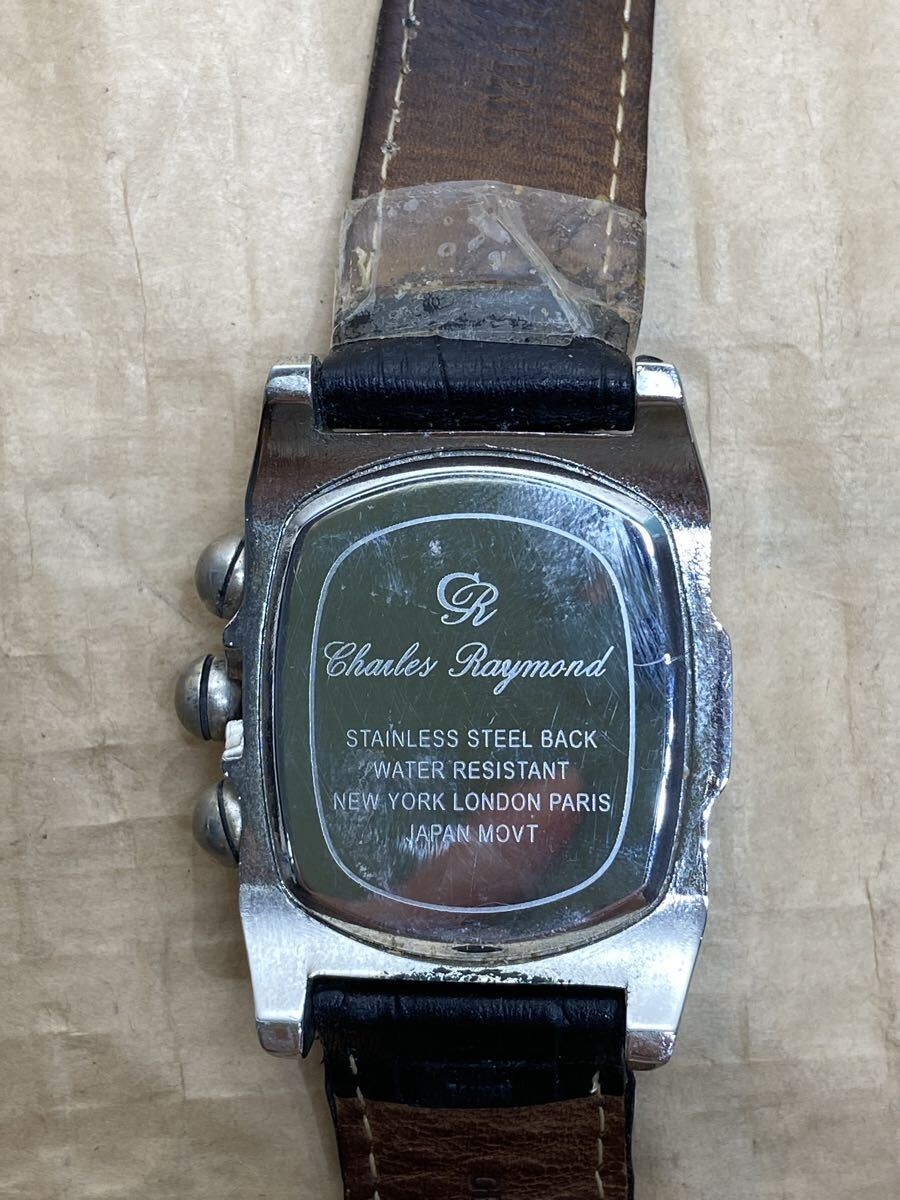 CR
Charles Raymond
STAINLESS STEEL BACK
WATER RESISTANT
NEW YORK LONDON PARIS
JAPAN MOVT